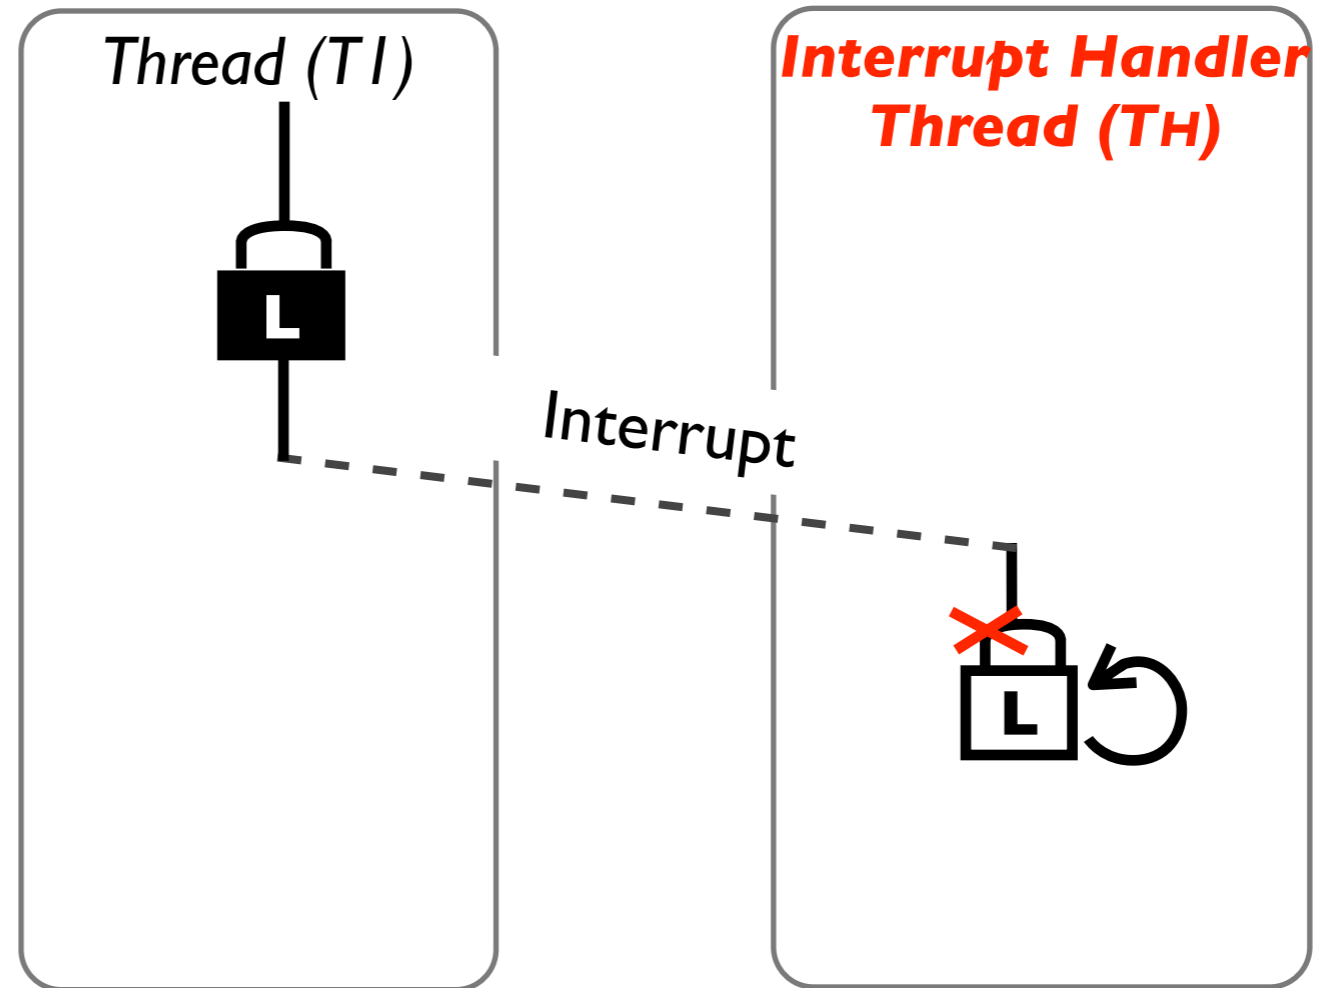 Thread (T1)
Interrupt Handler
Thread (TH)
L
Interrupt
L